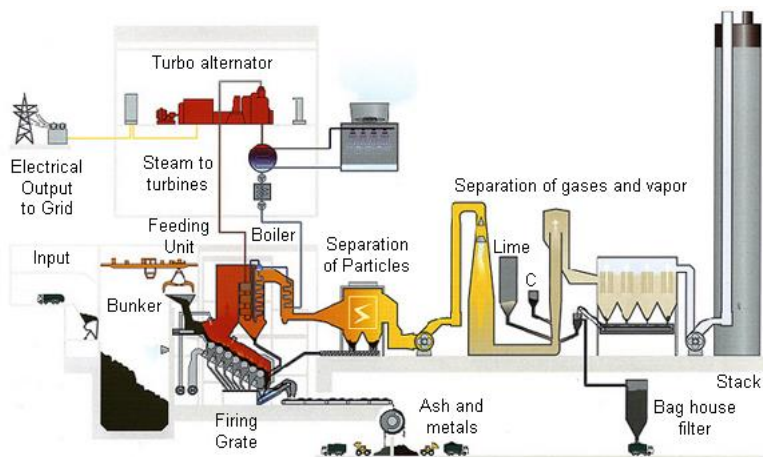 Turbo alternator
Electrical
Output
to Grid
Steam to
turbines
Separation of gases and vapor
Input
Feeding
Unit
Boiler
Separation
of Particles
Lime
C
Bunker
Firing
Grate
Ash and
metals
Stack
Bag house
filter